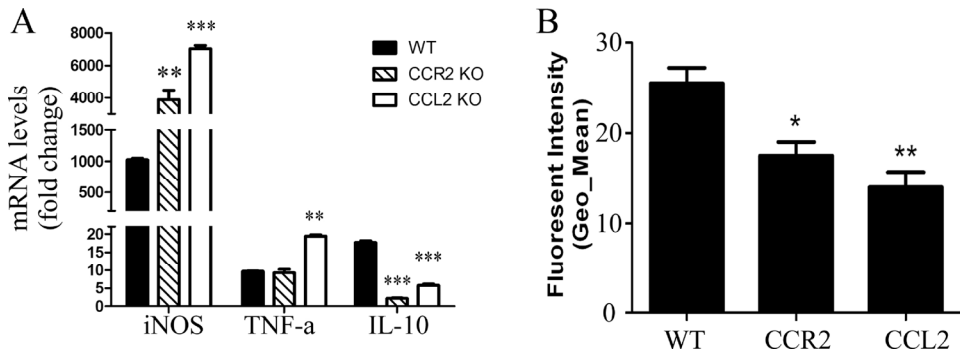 A
mRNA levels
(fold change)
8000
6000
4000
2000
1500
1000
500
20
15
10
5
0
**
***
**
***
***
iNOS
TNF-a
IL-10
WT
CCR2 KO
CCL2 KO
B
Fluoresent Intensity
(Geo_Mean)
30
20
10
0
*
**
WT
CCR2
CCL2